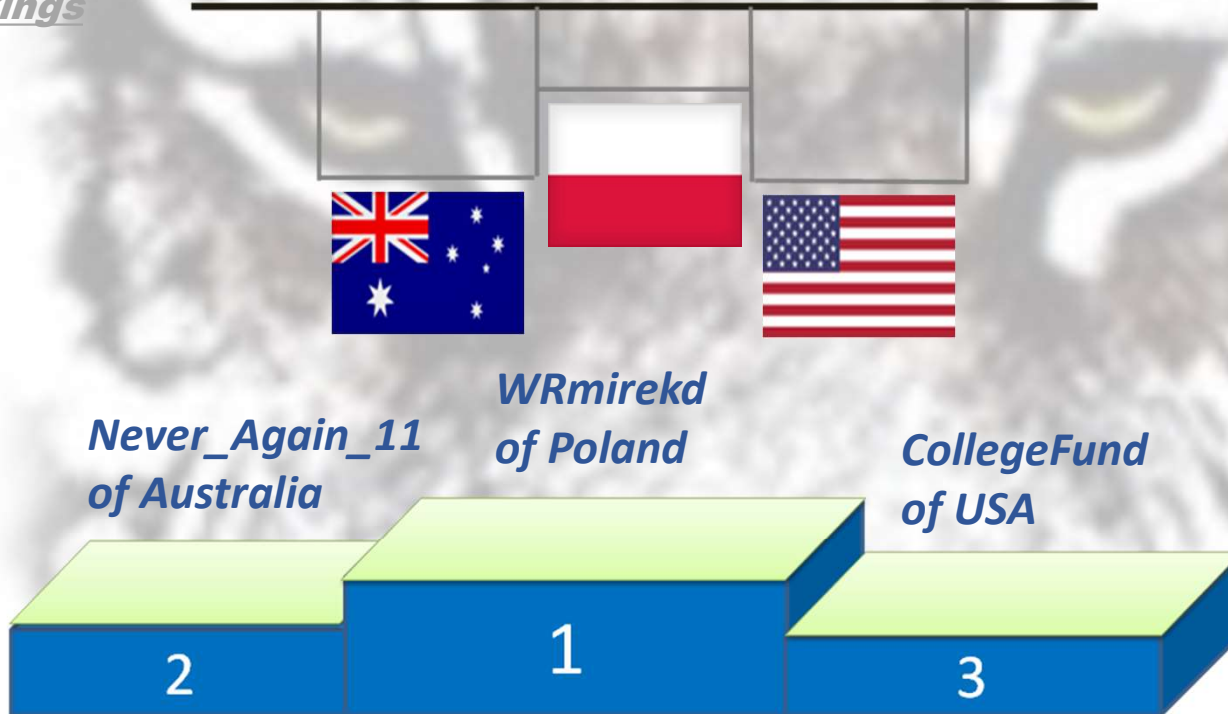 Never_Again_11
of Australia
WRmirekd
of Poland
CollegeFund
of USA
2
1
3